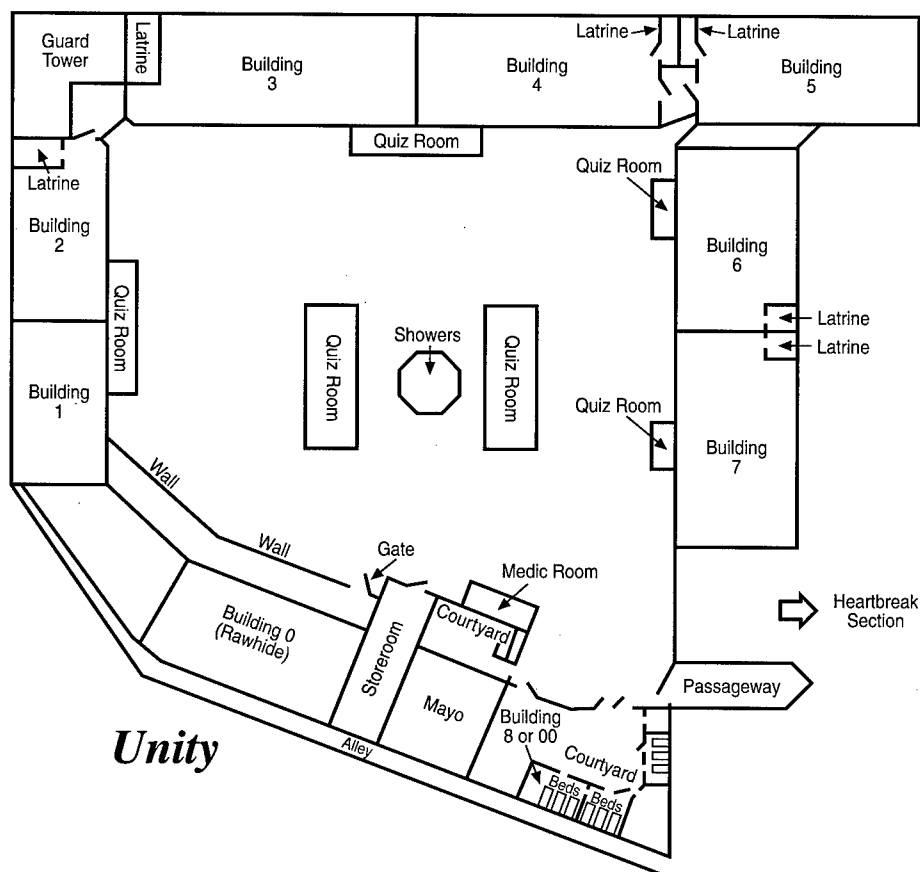 Guard
Tower
Latrine
Building
3
Building
4
Latrine
Latrine
Building
5
Quiz Room
Latrine
Building
2
Quiz Room
Quiz Room
Building
6
Latrine
Latrine
Building
1
Quiz Room
Showers
Quiz Room
Quiz Room
Building
7
Wall
Wall
Gate
Medic Room
Building 0
(Rawhide)
Storeroom
Courtyard
Mayo
Heartbreak
Section
Passageway
Building
8 or 00
Courtyard
Beds
Beds
Alley
Unity